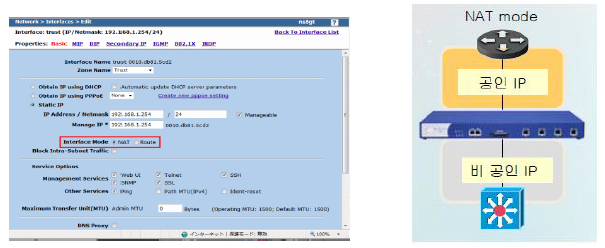 Network > Interfaces > Edit
ns5gt
?
Interface: trust (IP/Netmask: 192.168.1.254/24)
Back To Interface List
Properties: Basic MIP DIP Secondary IP IGMP 802.1X IRDP
Interface Name trust 0010.db81.5cd2
Zone Name Trust
Obtain IP using DHCP Automatic update DHCP server parameters
Obtain IP using PPPoE None Create new pppoe setting
Static IP
IP Address / Netmask 192.168.1.254 / 24 Manageable
Manage IP * 192.168.1.254 0010.db81.5cd2
Interface Mode NAT Route
Block Intra-Subnet Traffic
Service Options
Management Services Web UI Telnet SSH
SNMP SSL
Other Services Ping Path MTU(IPv4) Ident-reset
Maximum Transfer Unit(MTU) Admin MTU 0 Bytes (Operating MTU: 1500; Default MTU: 1500)
DNS Proxy
インターネット | 保護モード: 無効
100%
NAT mode
공인 IP
비 공인 IP